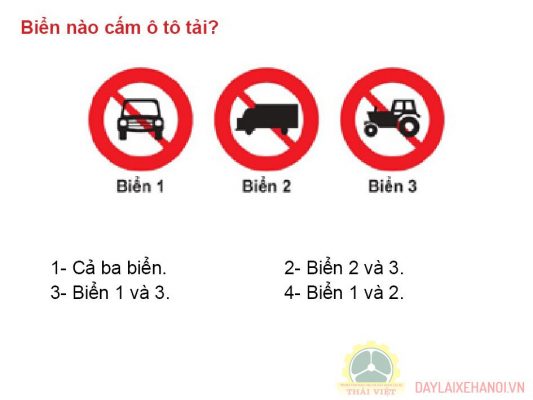 Biển nào cấm ô tô tải?
Biển 1 Biển 2 Biển 3
1- Cả ba biển. 2- Biển 2 và 3.
3- Biển 1 và 3. 4- Biển 1 và 2.
THÁI VIỆT
DAYLAIXEHANOI.VN